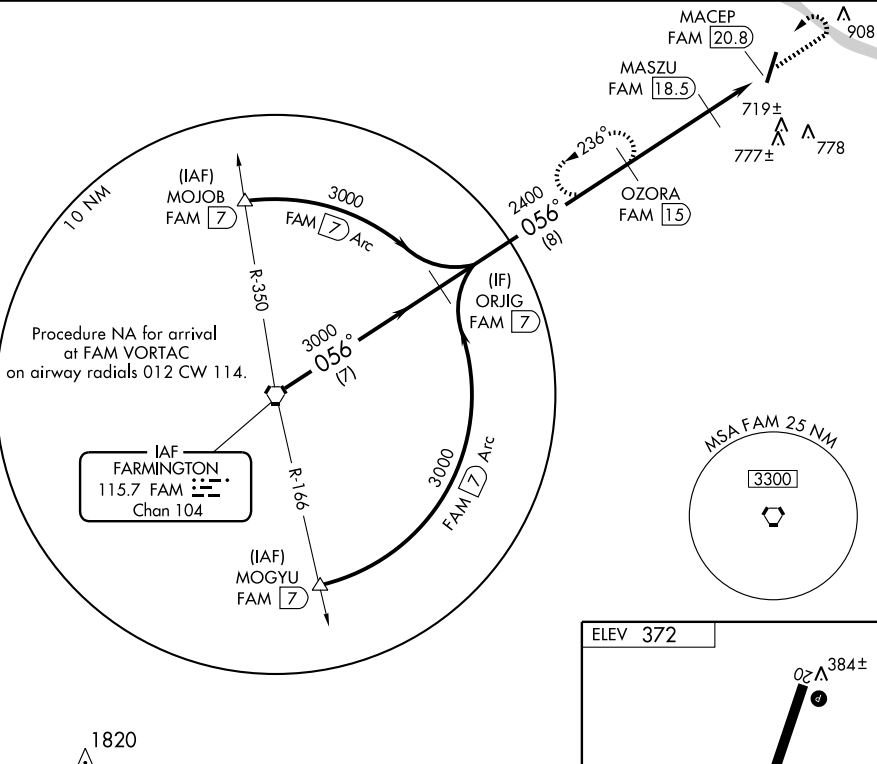 MACEP
FAM 20.8
908
MASZU
FAM 18.5
719±
777±
778
236°
OZORA
FAM 15
2400
056°
(8)
10 NM
(IAF)
MOJOB
FAM 7
3000
FAM 7 Arc
R-350
(IF)
ORJIG
FAM 7
Procedure NA for arrival
at FAM VORTAC
on airway radials 012 CW 114.
3000
056°
(7)
IAF
FARMINGTON
115.7 FAM
Chan 104
R-166
3000
FAM 7 Arc
(IAF)
MOGYU
FAM 7
MSA FAM 25 NM
3300
ELEV 372
20
384±
P
1820